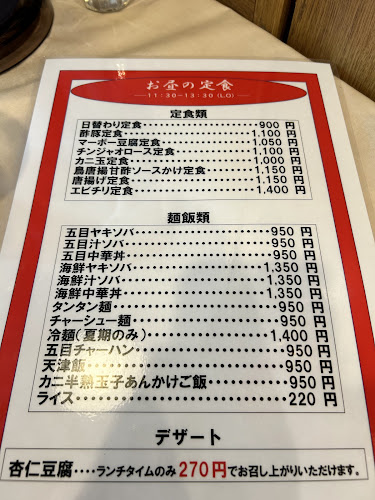 お昼の定食
11:30-13:30(LO)
定食類
日替わり定食 900 円
酢豚定食 1,100 円
マーボー豆腐定食 1,050 円
チンジャオロース定食 1,100 円
カニ玉定食 1,000 円
鳥唐揚甘酢ソースかけ定食 1,150 円
唐揚げ定食 1,150 円
エビチリ定食 1,400 円
麺飯類
五目ヤキソバ 950 円
五目汁ソバ 950 円
五目中華丼 950 円
海鮮ヤキソバ 1,350 円
海鮮汁ソバ 1,350 円
海鮮中華丼 1,350 円
タンタン麺 950 円
チャーシュー麺 950 円
冷麺(夏期のみ) 1,400 円
五目チャーハン 950 円
天津飯 950 円
カニ半熟玉子あんかけご飯 950 円
ライス 220 円
デザート
杏仁豆腐‥‥ランチタイムのみ 270円でお召し上がりいただけます。